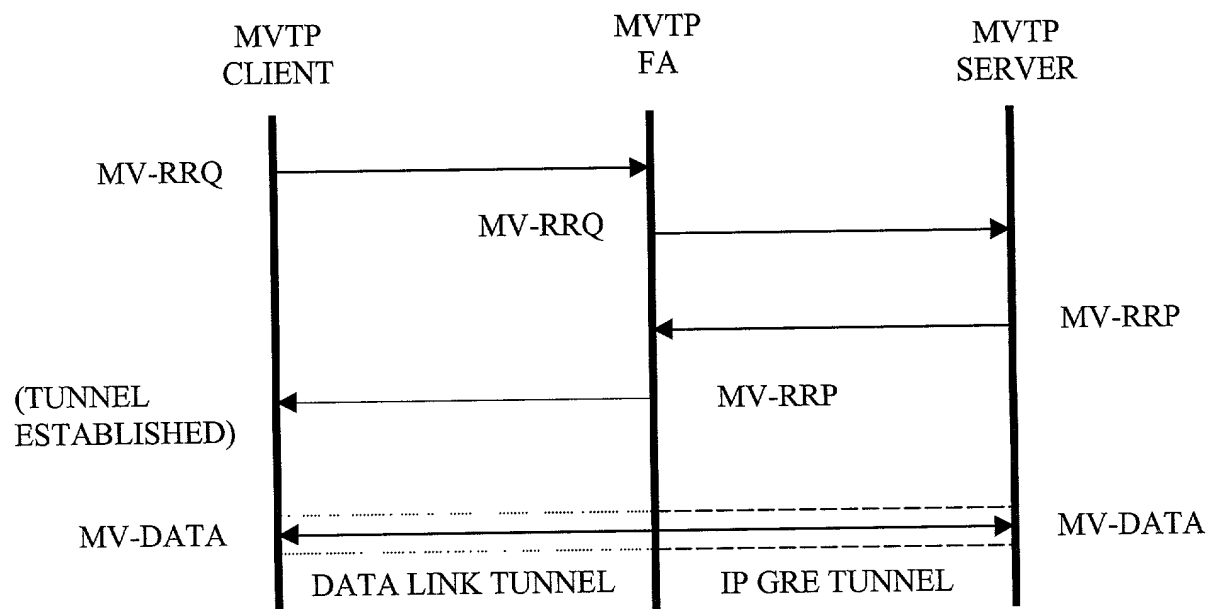 MVTP
CLIENT
MVTP
FA
MVTP
SERVER
MV-RRQ
MV-RRQ
MV-RRP
MV-RRP
(TUNNEL
ESTABLISHED)
MV-DATA
MV-DATA
DATA LINK TUNNEL
IP GRE TUNNEL